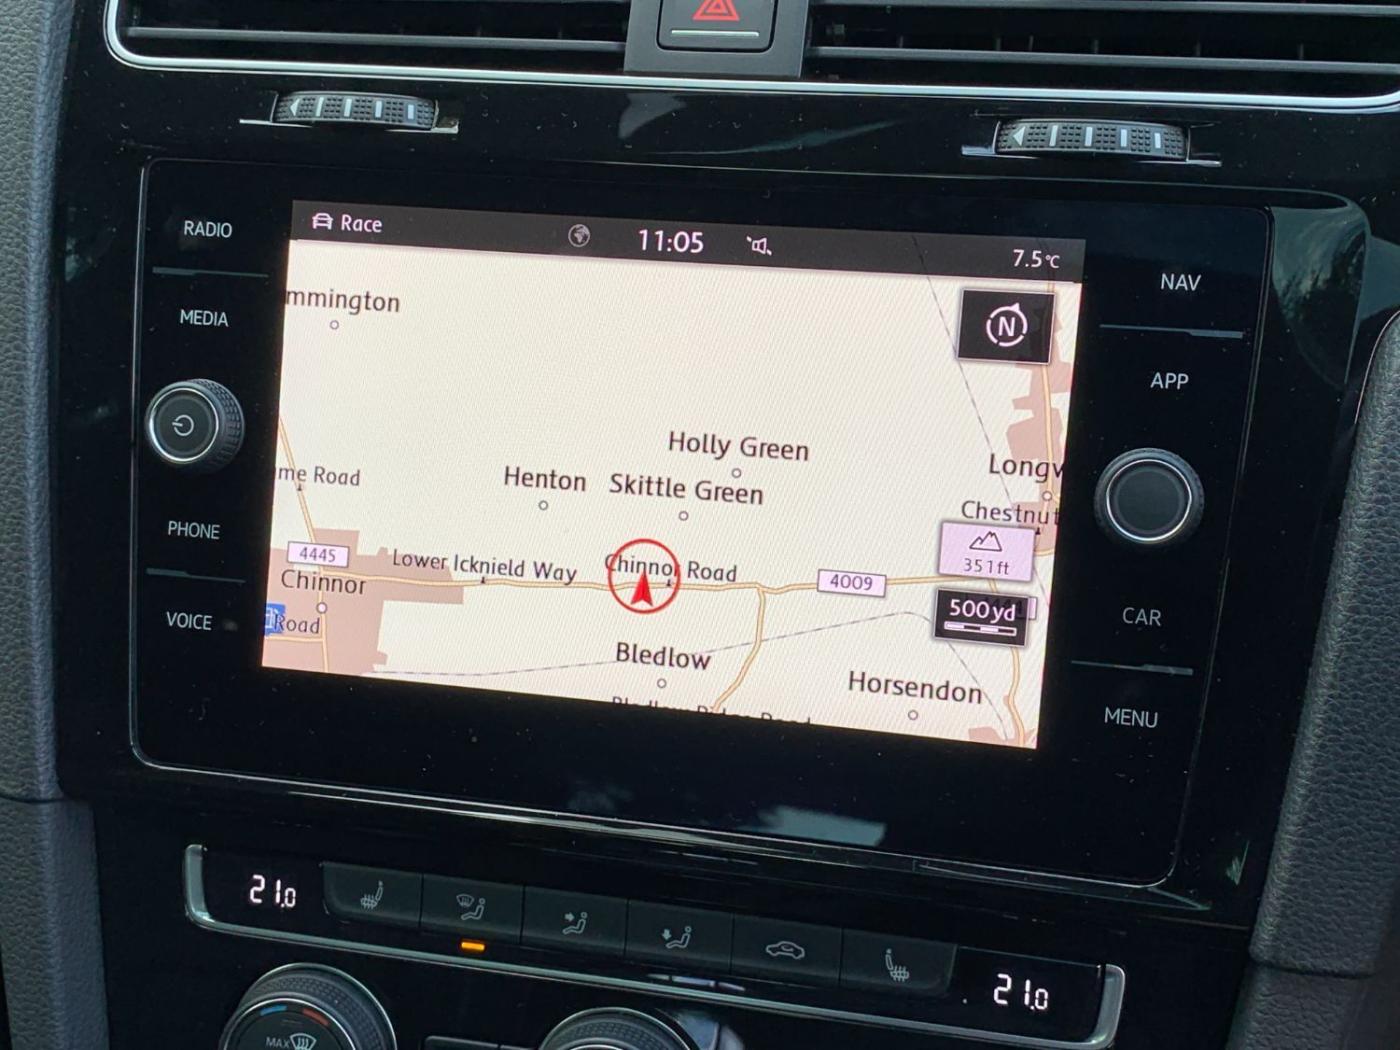 RADIO
MEDIA
PHONE
VOICE
Race
11:05
7.5°C
NAV
APP
CAR
MENU
mmington
N
Holly Green
Henton
Skittle Green
Longv
Chestnut
me Road
4445
Lower Icknield Way
Chinnor Road
4009
351ft
500yd
Chinnor
Road
Bledlow
Horsendon
21.0
21.0
MAX